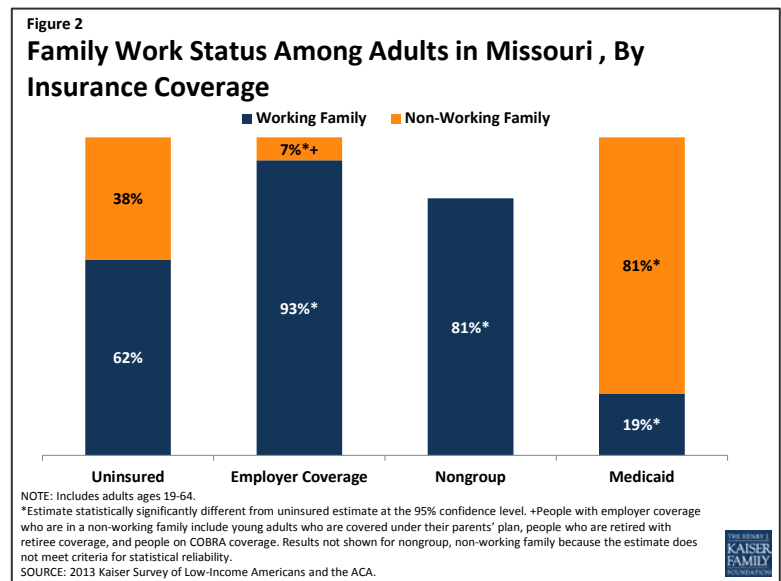 Figure 2
Family Work Status Among Adults in Missouri , By
Insurance Coverage
Working Family Non-Working Family
38%
62%
7%*+
93%*
81%*
81%*
19%*
Uninsured Employer Coverage Nongroup Medicaid
NOTE: Includes adults ages 19-64.
*Estimate statistically significantly different from uninsured estimate at the 95% confidence level. +People with employer coverage
who are in a non-working family include young adults who are covered under their parents' plan, people who are retired with
retiree coverage, and people on COBRA coverage. Results not shown for nongroup, non-working family because the estimate does
not meet criteria for statistical reliability.
SOURCE: 2013 Kaiser Survey of Low-Income Americans and the ACA.
THE HENRY J.
KAISER
FAMILY
FOUNDATION